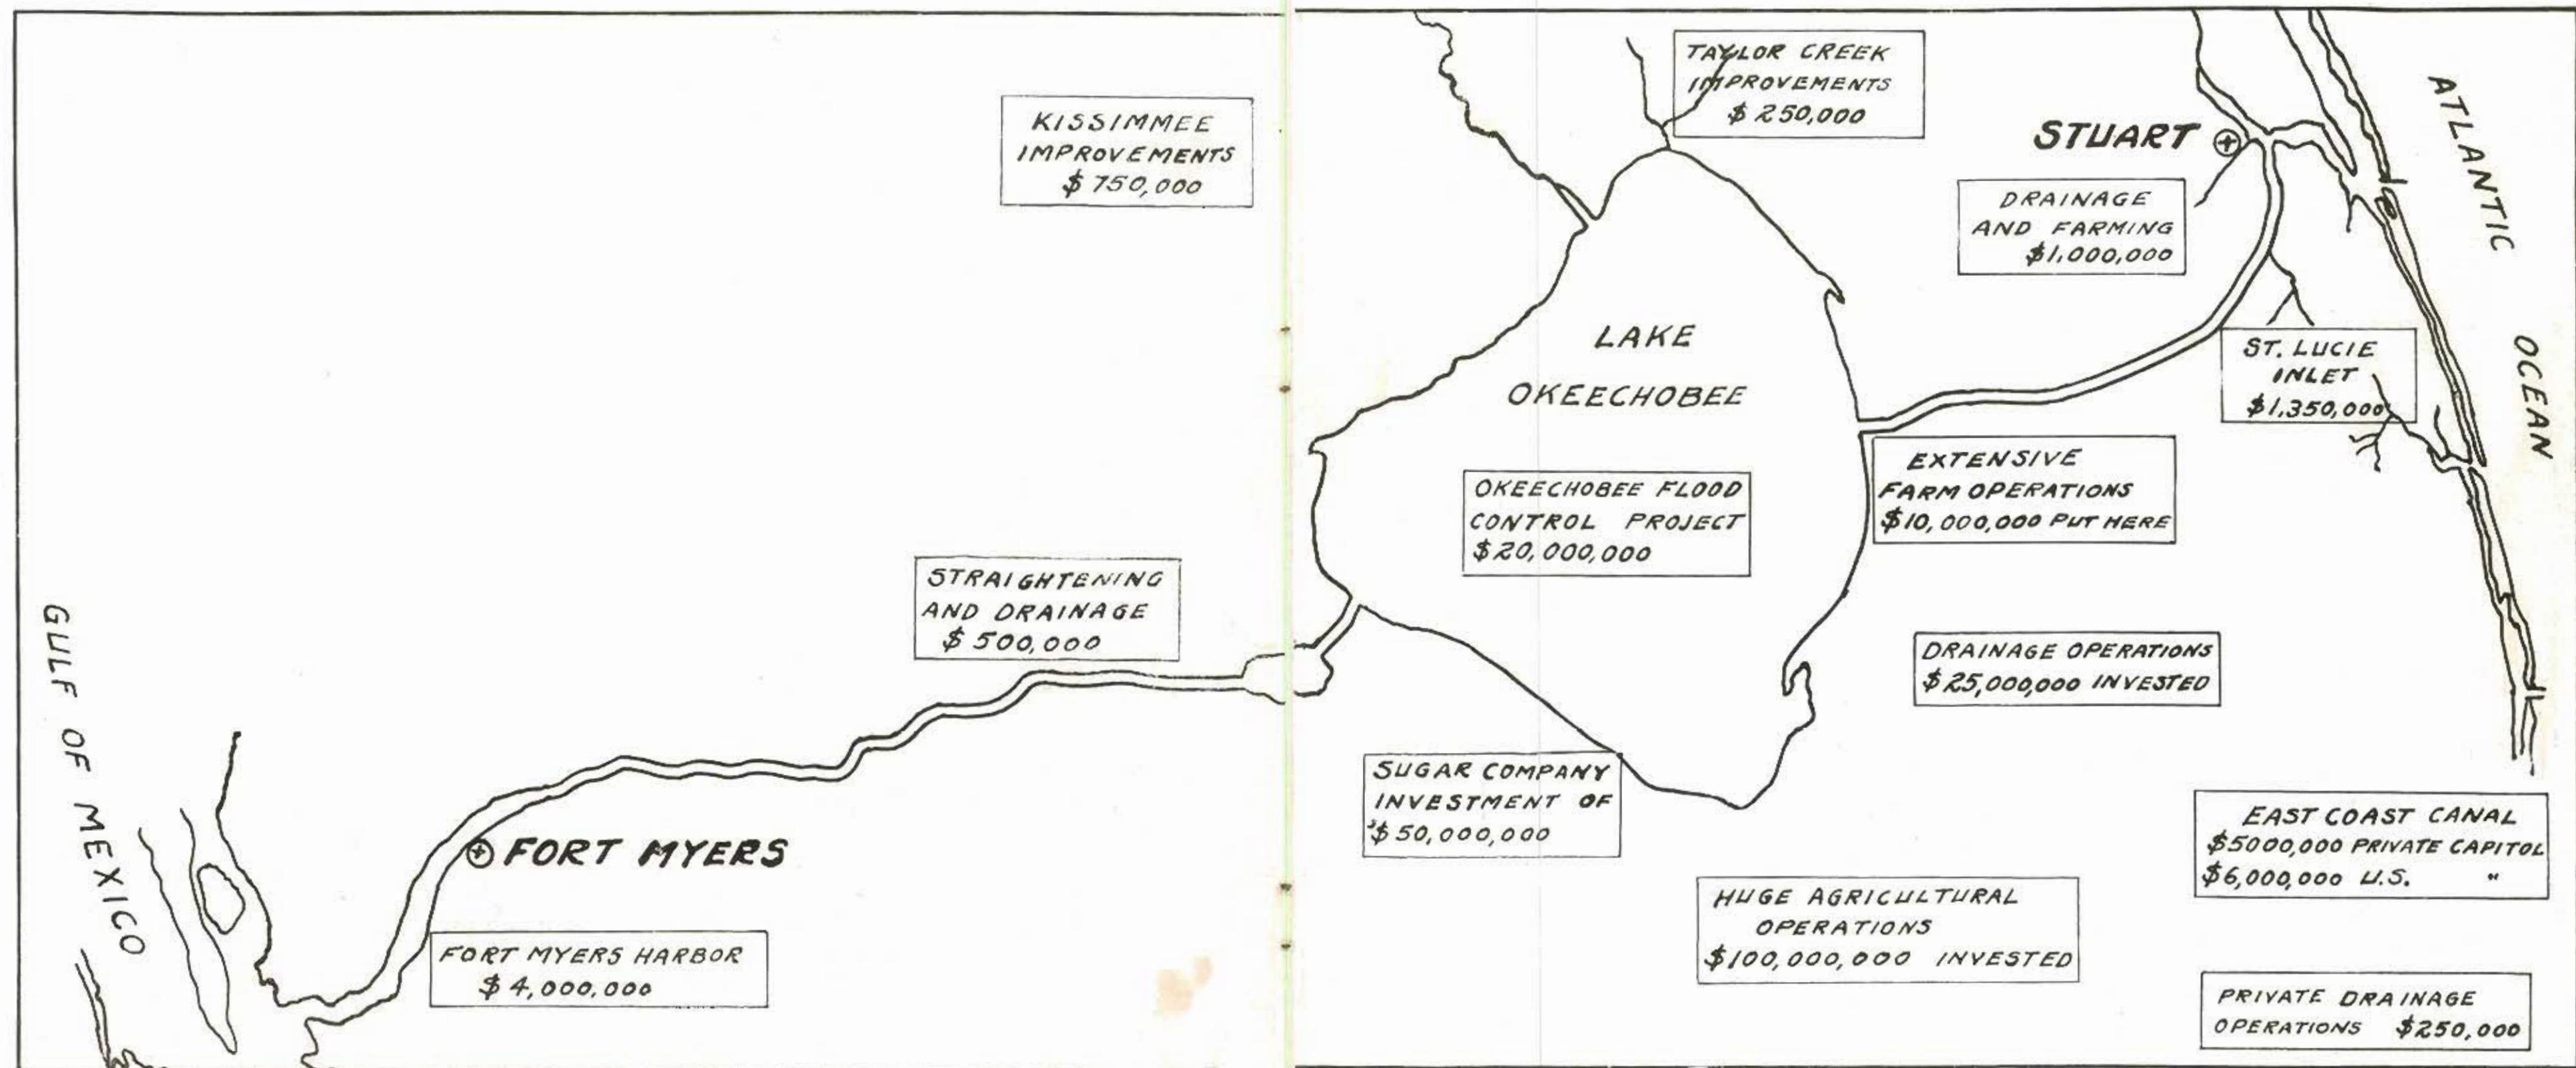 KISSIMMEE
IMPROVEMENTS
$750,000
TAYLOR CREEK
IMPROVEMENTS
$250,000
STUART
DRAINAGE
AND FARMING
$1,000,000
ATLANTIC
OCEAN
LAKE
OKEECHOBEE
ST. LUCIE
INLET
$1,350,000
OKEECHOBEE FLOOD
CONTROL PROJECT
$20,000,000
EXTENSIVE
FARM OPERATIONS
$10,000,000 PUT HERE
STRAIGHTENING
AND DRAINAGE
$500,000
DRAINAGE OPERATIONS
$25,000,000 INVESTED
GULF OF MEXICO
SUGAR COMPANY
INVESTMENT OF
$50,000,000
FORT MYERS
EAST COAST CANAL
$5000,000 PRIVATE CAPITOL
$6,000,000 U.S. "
HUGE AGRICULTURAL
OPERATIONS
$100,000,000 INVESTED
FORT MYERS HARBOR
$4,000,000
PRIVATE DRAINAGE
OPERATIONS $250,000